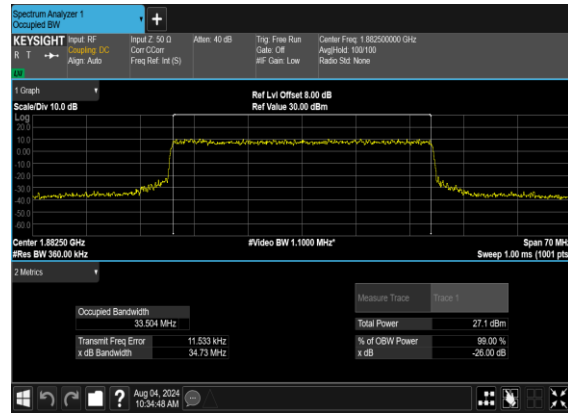 Spectrum Analyzer 1
Occupied BW
+
KEYSIGHT
R T
LXI
Input: RF
Coupling: DC
Align: Auto
Input Z: 50 Ω
Corr CCorr
Freq Ref: Int (S)
Atten: 40 dB
Trig: Free Run
Gate: Off
#IF Gain: Low
Center Freq: 1.882500000 GHz
Avg|Hold: 100/100
Radio Std: None
1 Graph
Scale/Div 10.0 dB
Ref Lvl Offset 8.00 dB
Ref Value 30.00 dBm
Log
20.0
10.0
0.00
-10.0
-20.0
-30.0
-40.0
-50.0
-60.0
Center 1.88250 GHz
#Res BW 360.00 kHz
#Video BW 1.1000 MHz*
Span 70 MHz
Sweep 1.00 ms (1001 pts
2 Metrics
Measure Trace
Trace 1
Occupied Bandwidth
33.504 MHz
Total Power
27.1 dBm
Transmit Freq Error
11.533 kHz
% of OBW Power
99.00 %
x dB Bandwidth
34.73 MHz
x dB
-26.00 dB
?
Aug 04, 2024
10:34:48 AM